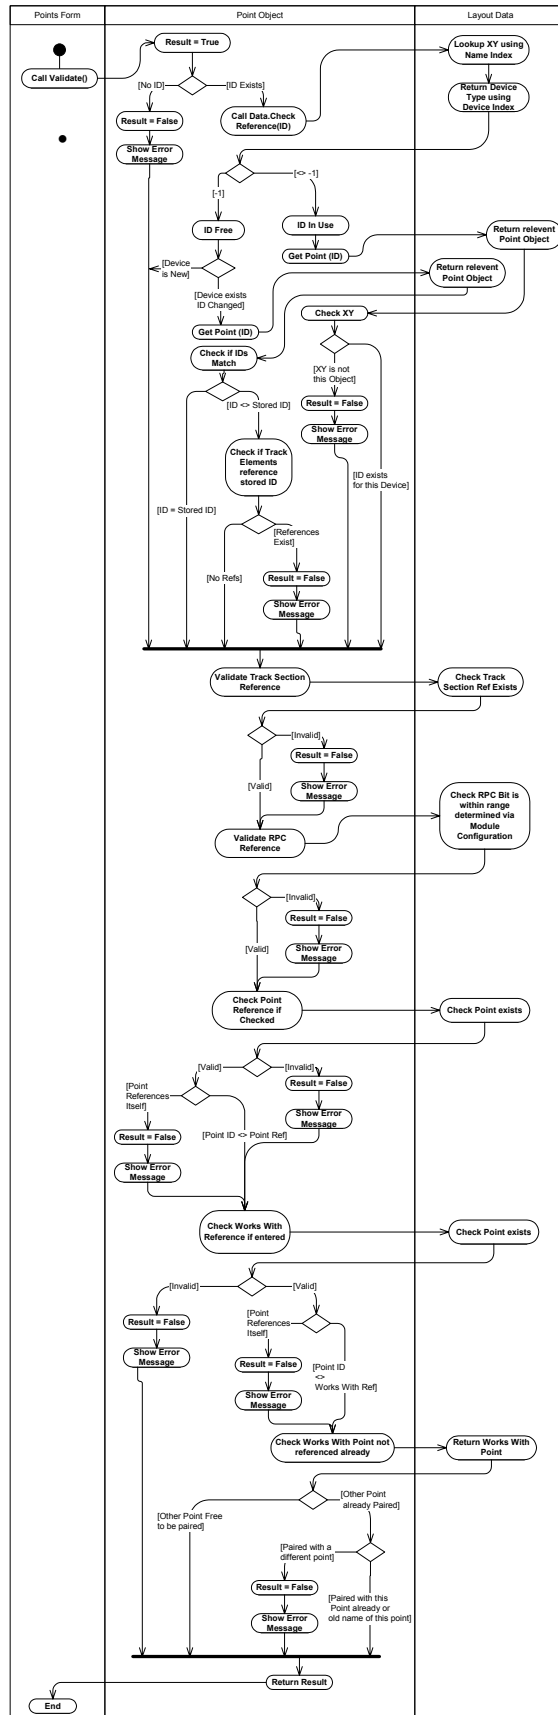 Points Form
Point Object
Layout Data
Result = True
Call Validate()
Lookup XY using
Name Index
[No ID]
[ID Exists]
Call Data.Check
Reference(ID)
Return Device
Type using
Device Index
Result = False
Show Error
Message
[<> -1]
[-1]
ID Free
ID In Use
Get Point (ID)
Return relevent
Point Object
[Device
is New]
Return relevent
Point Object
[Device exists
ID Changed]
Get Point (ID)
Check XY
Check if IDs
Match
[XY is not
this Object]
[ID <> Stored ID]
Result = False
Show Error
Message
Check if Track
Elements
reference
stored ID
[ID exists
for this Device]
[ID = Stored ID]
[References
Exist]
[No Refs]
Result = False
Show Error
Message
Validate Track Section
Reference
Check Track
Section Ref Exists
[Invalid]
Result = False
[Valid]
Show Error
Message
Validate RPC
Reference
Check RPC Bit is
within range
determined via
Module
Configuration
[Invalid]
Result = False
[Valid]
Show Error
Message
Check Point
Reference if
Checked
Check Point exists
[Valid]
[Invalid]
Result = False
[Point
References
Itself]
Show Error
Message
Result = False
[Point ID <> Point Ref]
Show Error
Message
Check Works With
Reference if entered
Check Point exists
[Invalid]
[Valid]
Result = False
[Point
References
Itself]
Show Error
Message
Result = False
[Point ID
<>
Works With Ref]
Show Error
Message
Check Works With Point not
referenced already
Return Works With
Point
[Other Point
already Paired]
[Other Point Free
to be paired]
[Paired with a
different point]
Result = False
[Paired with this
Point already or
old name of this point]
Show Error
Message
Return Result
End